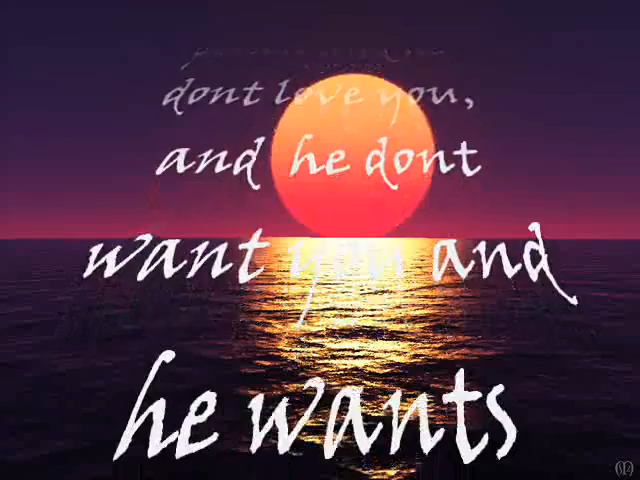 dont love you,
and he dont
want you and
he wants